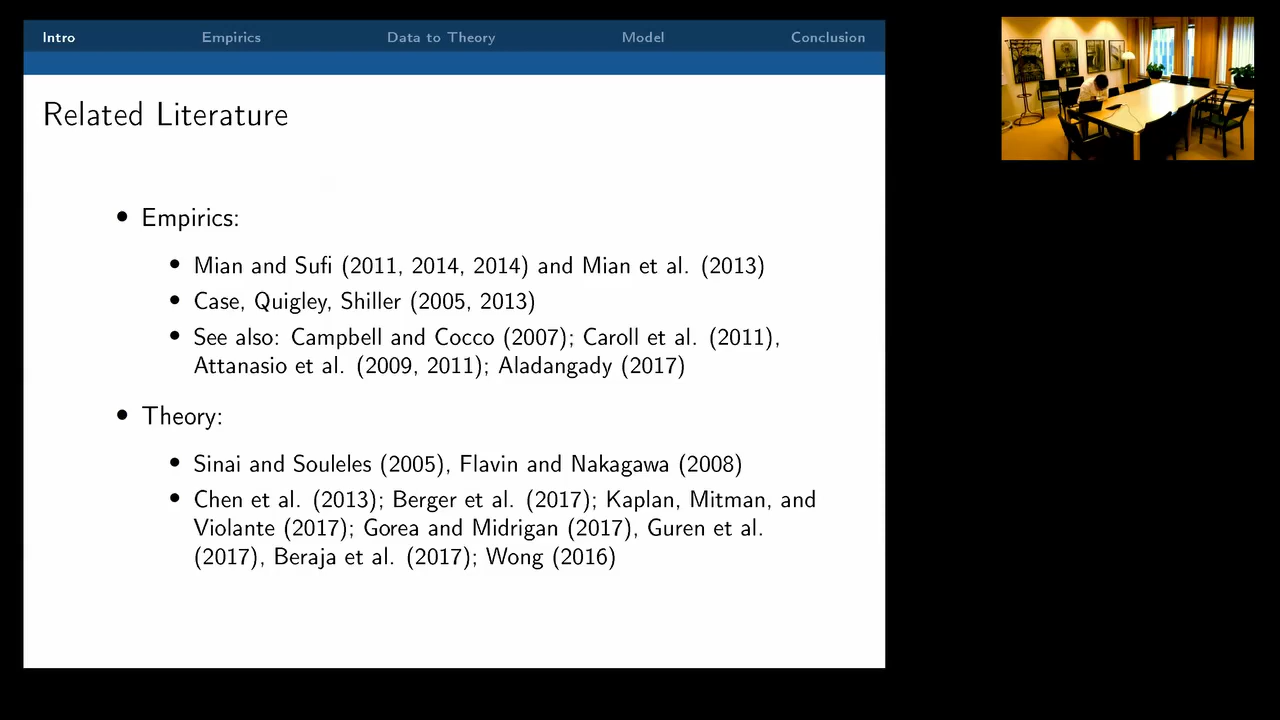 Intro Empirics Data to Theory Model Conclusion
Related Literature
• Empirics:
• Mian and Sufi (2011, 2014, 2014) and Mian et al. (2013)
• Case, Quigley, Shiller (2005, 2013)
• See also: Campbell and Cocco (2007); Caroll et al. (2011),
Attanasio et al. (2009, 2011); Aladangady (2017)
• Theory:
• Sinai and Souleles (2005), Flavin and Nakagawa (2008)
• Chen et al. (2013); Berger et al. (2017); Kaplan, Mitman, and
Violante (2017); Gorea and Midrigan (2017), Guren et al.
(2017), Beraja et al. (2017); Wong (2016)